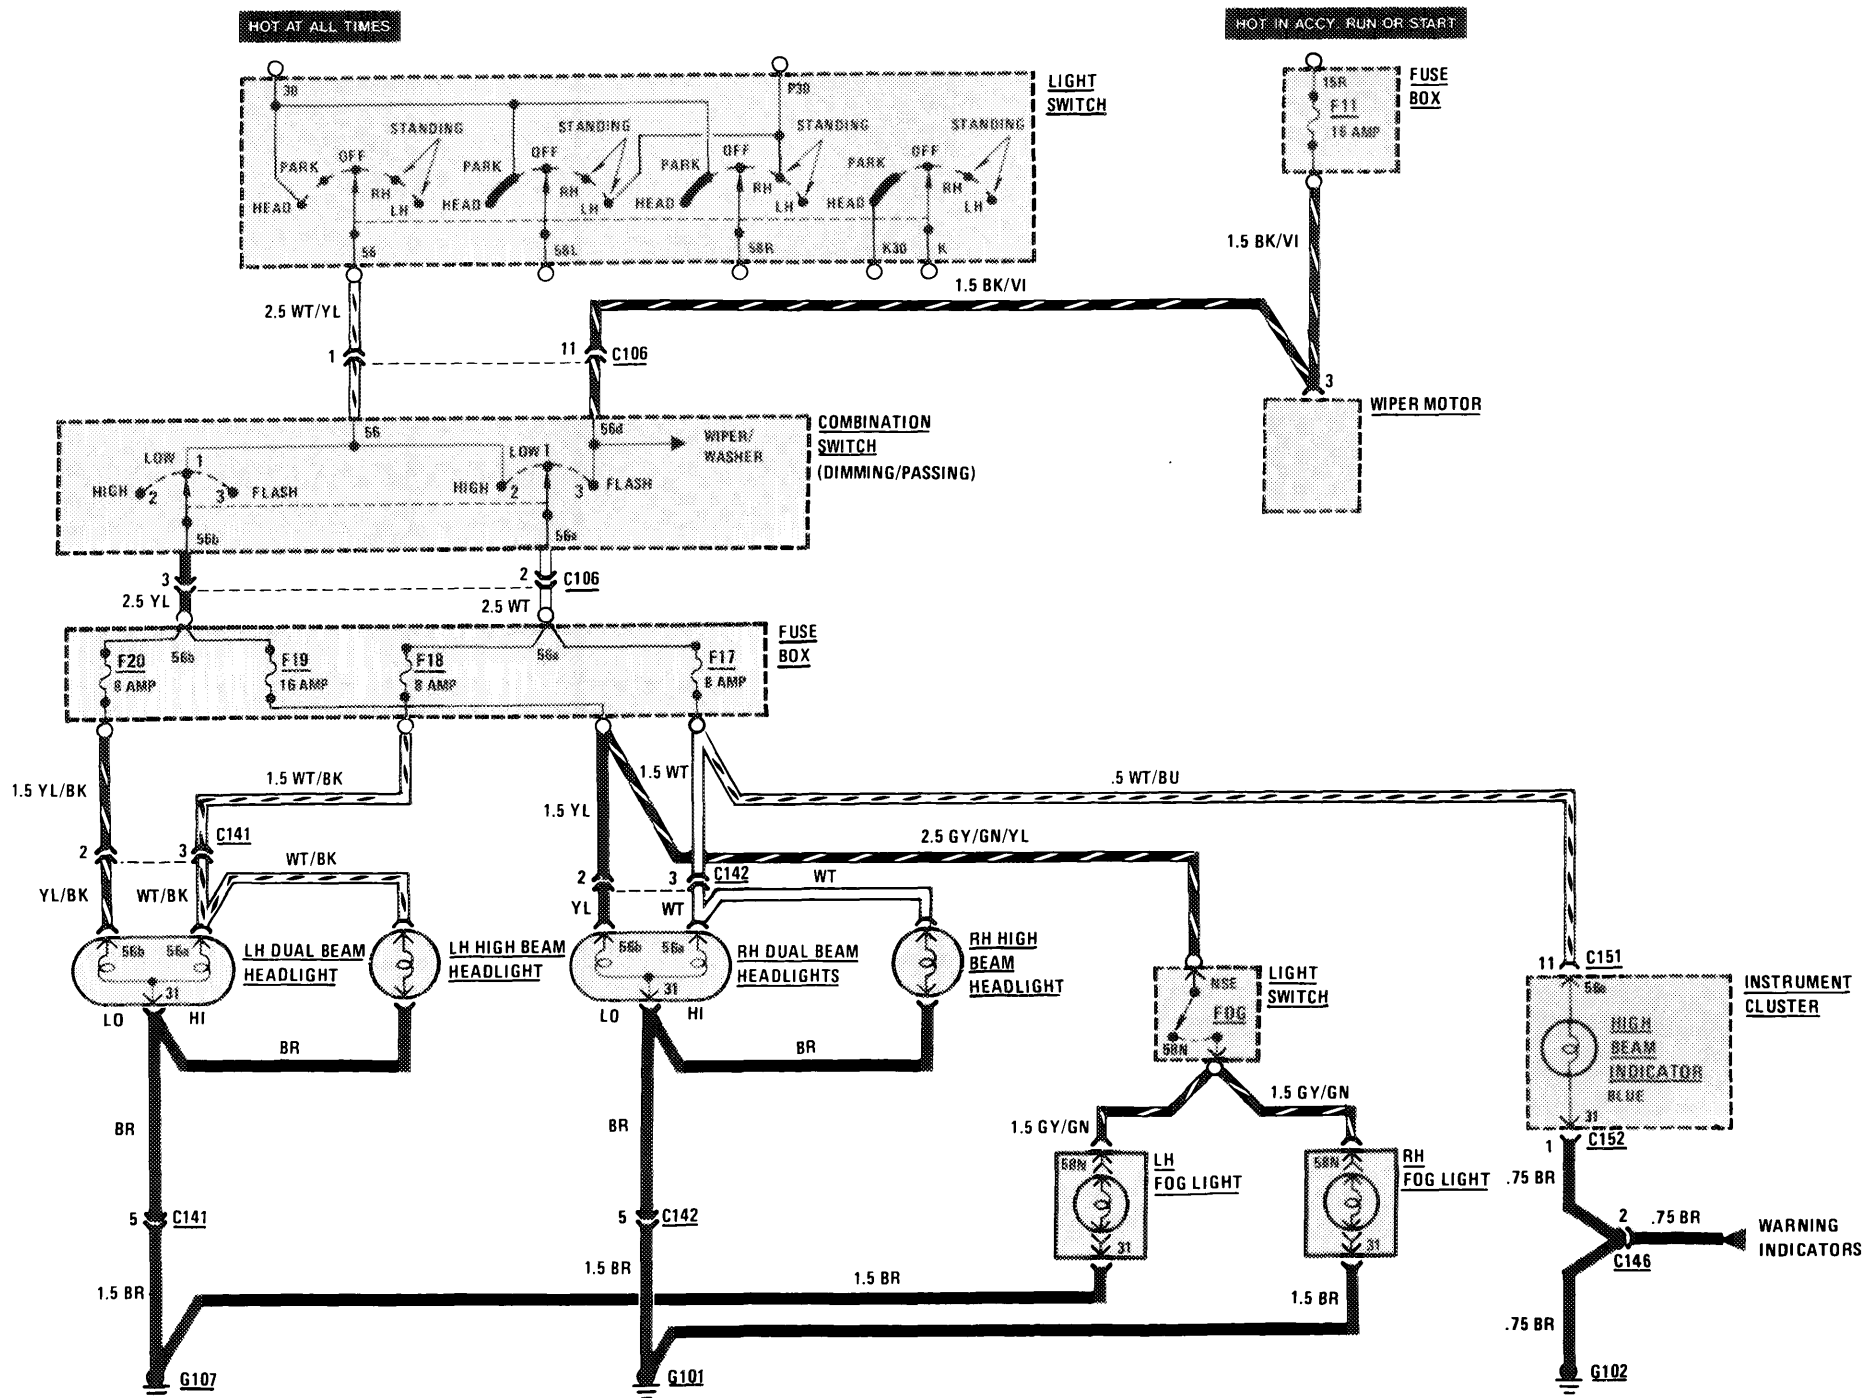 HOT AT ALL TIMES
HOT IN ACCY. RUN OR START
30
P30
LIGHT
SWITCH
15R
F11
16 AMP
FUSE
BOX
STANDING
STANDING
STANDING
STANDING
PARK
OFF
RH
LH
HEAD
PARK
OFF
RH
LH
HEAD
PARK
OFF
RH
LH
HEAD
PARK
OFF
RH
LH
HEAD
56
58L
58R
K30
K
1.5 BK/VI
1.5 BK/VI
2.5 WT/YL
1
11
C106
3
WIPER MOTOR
56
56d
WIPER/
WASHER
COMBINATION
SWITCH
(DIMMING/PASSING)
LOW
1
HIGH
2
3
FLASH
LOW 1
HIGH
2
3
FLASH
56b
56a
3
2
C106
2.5 YL
2.5 WT
FUSE
BOX
56b
56a
F20
8 AMP
F19
16 AMP
F18
8 AMP
F17
8 AMP
1.5 YL/BK
1.5 WT/BK
1.5 WT
1.5 YL
.5 WT/BU
2.5 GY/GN/YL
2
3
C141
WT/BK
YL/BK
WT/BK
2
3
C142
WT
YL
WT
56b
56a
31
LO
HI
LH DUAL BEAM
HEADLIGHT
LH HIGH BEAM
HEADLIGHT
56b
56a
31
LO
HI
RH DUAL BEAM
HEADLIGHTS
RH HIGH
BEAM
HEADLIGHT
BR
BR
NSE
FOG
58N
LIGHT
SWITCH
11
C151
56a
HIGH
BEAM
INDICATOR
BLUE
31
INSTRUMENT
CLUSTER
1
C152
1.5 GY/GN
1.5 GY/GN
BR
BR
58N
31
LH
FOG LIGHT
58N
31
RH
FOG LIGHT
.75 BR
2
.75 BR
C146
WARNING
INDICATORS
5
C141
5
C142
1.5 BR
1.5 BR
1.5 BR
1.5 BR
.75 BR
G107
G101
G102